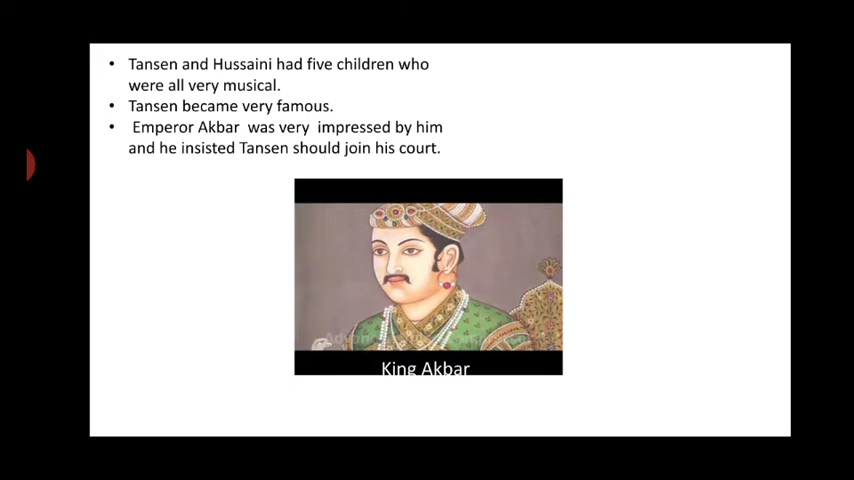 • Tansen and Hussaini had five children who
were all very musical.
• Tansen became very famous.
• Emperor Akbar was very impressed by him
and he insisted Tansen should join his court.
King Akbar